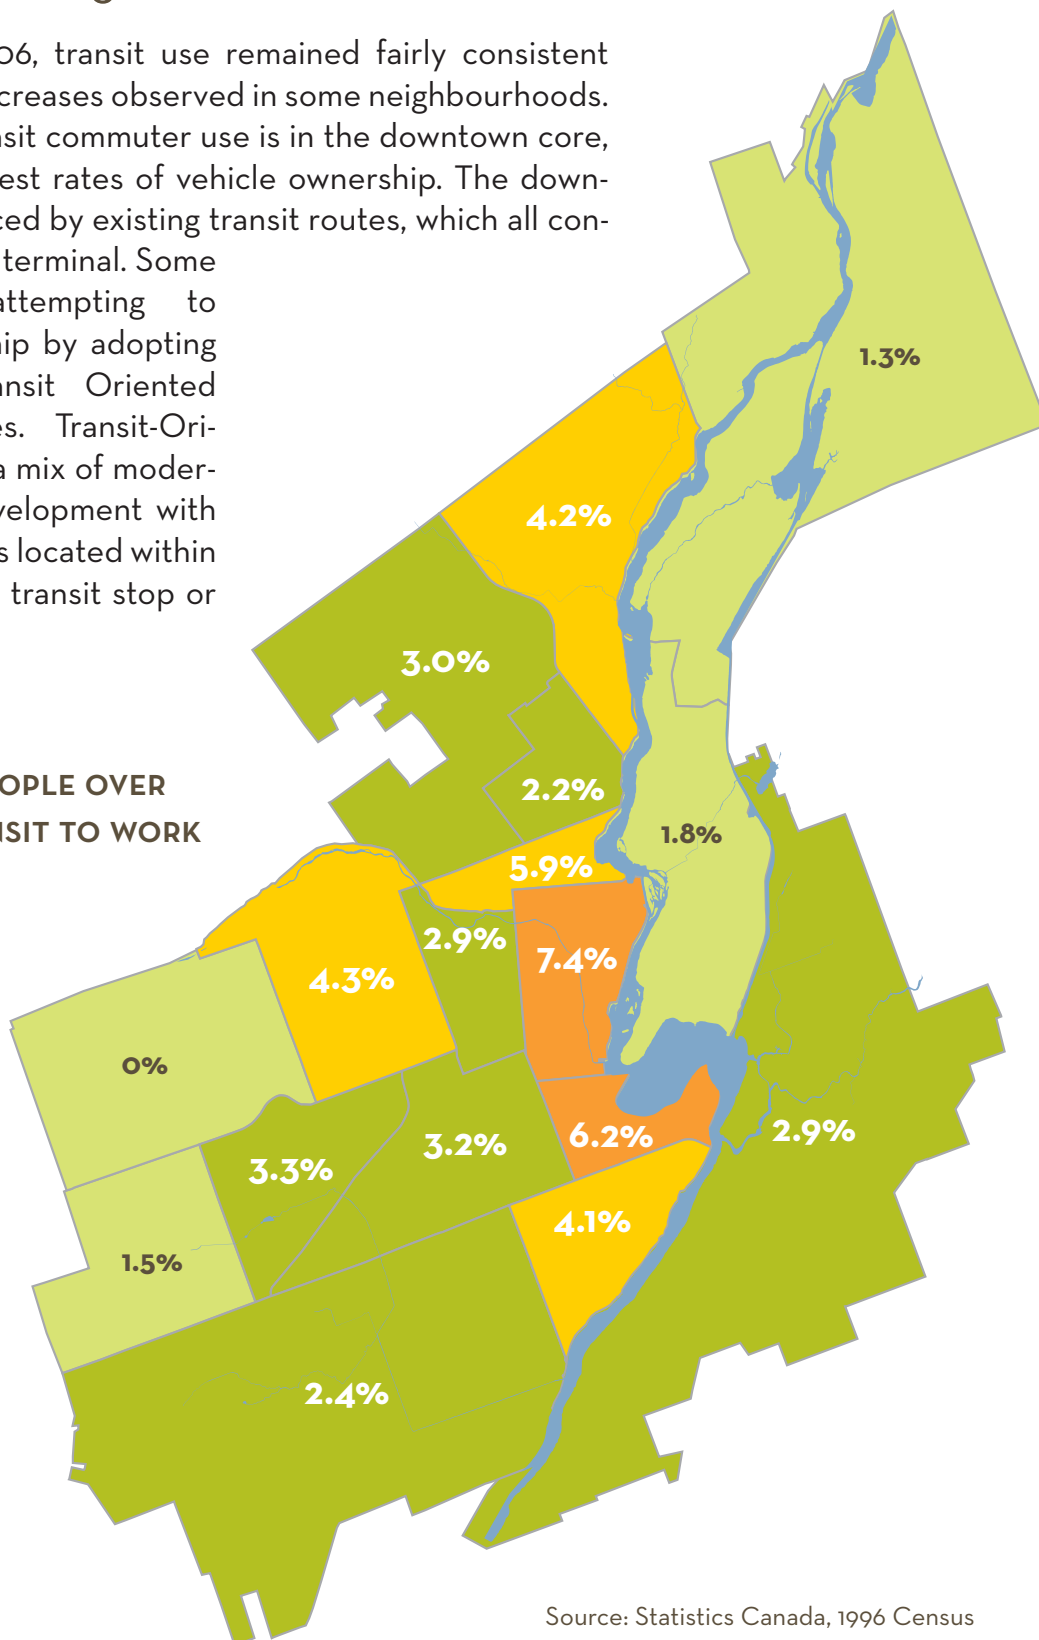 06, transit use remained fairly consistent
creases observed in some neighbourhoods.
sit commuter use is in the downtown core,
est rates of vehicle ownership. The down-
ced by existing transit routes, which all con-
terminal. Some
attempting to
ip by adopting
nsit Oriented
es. Transit-Ori-
a mix of moder-
velopment with
s located within
transit stop or
1.3%
4.2%
3.0%
2.2%
OPLE OVER
NSIT TO WORK
1.8%
5.9%
2.9%
7.4%
4.3%
0%
6.2%
2.9%
3.2%
3.3%
4.1%
1.5%
2.4%
Source: Statistics Canada, 1996 Census